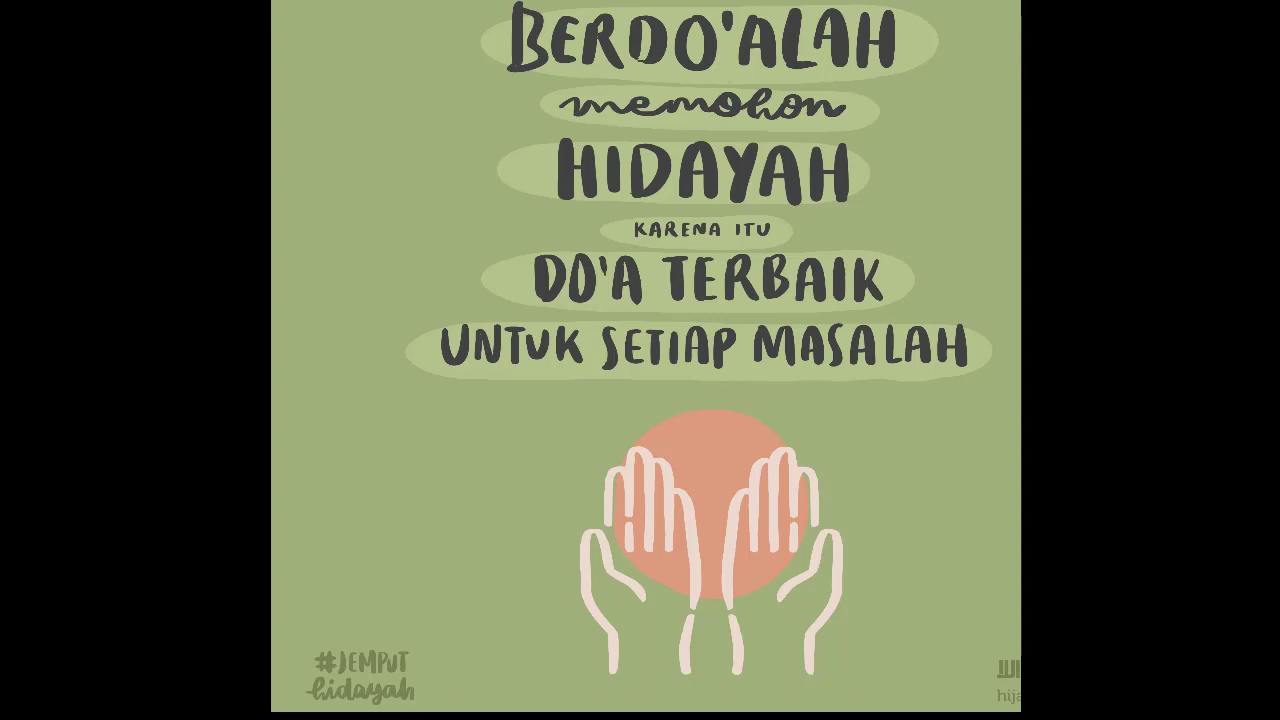 BERDO'ALAH
memohon
HIDAYAH
KARENA ITU
DO'A TERBAIK
UNTUK SETIAP MASALAH
#JEMPUT
hidayah